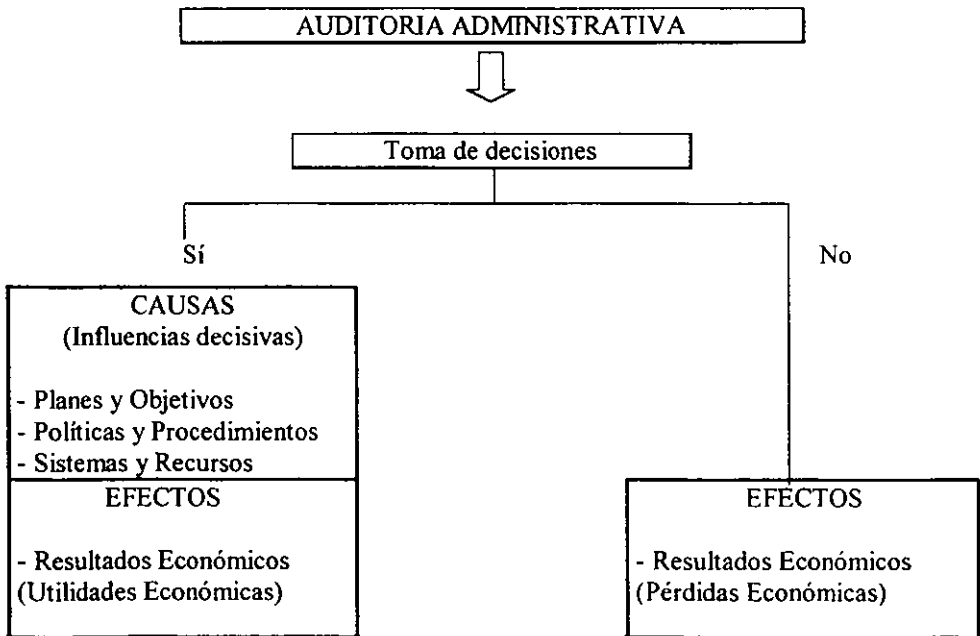 AUDITORIA ADMINISTRATIVA
Toma de decisiones
Sí
No
CAUSAS
(Influencias decisivas)
- Planes y Objetivos
- Políticas y Procedimientos
- Sistemas y Recursos
EFECTOS
- Resultados Económicos
(Utilidades Económicas)
EFECTOS
- Resultados Económicos
(Pérdidas Económicas)